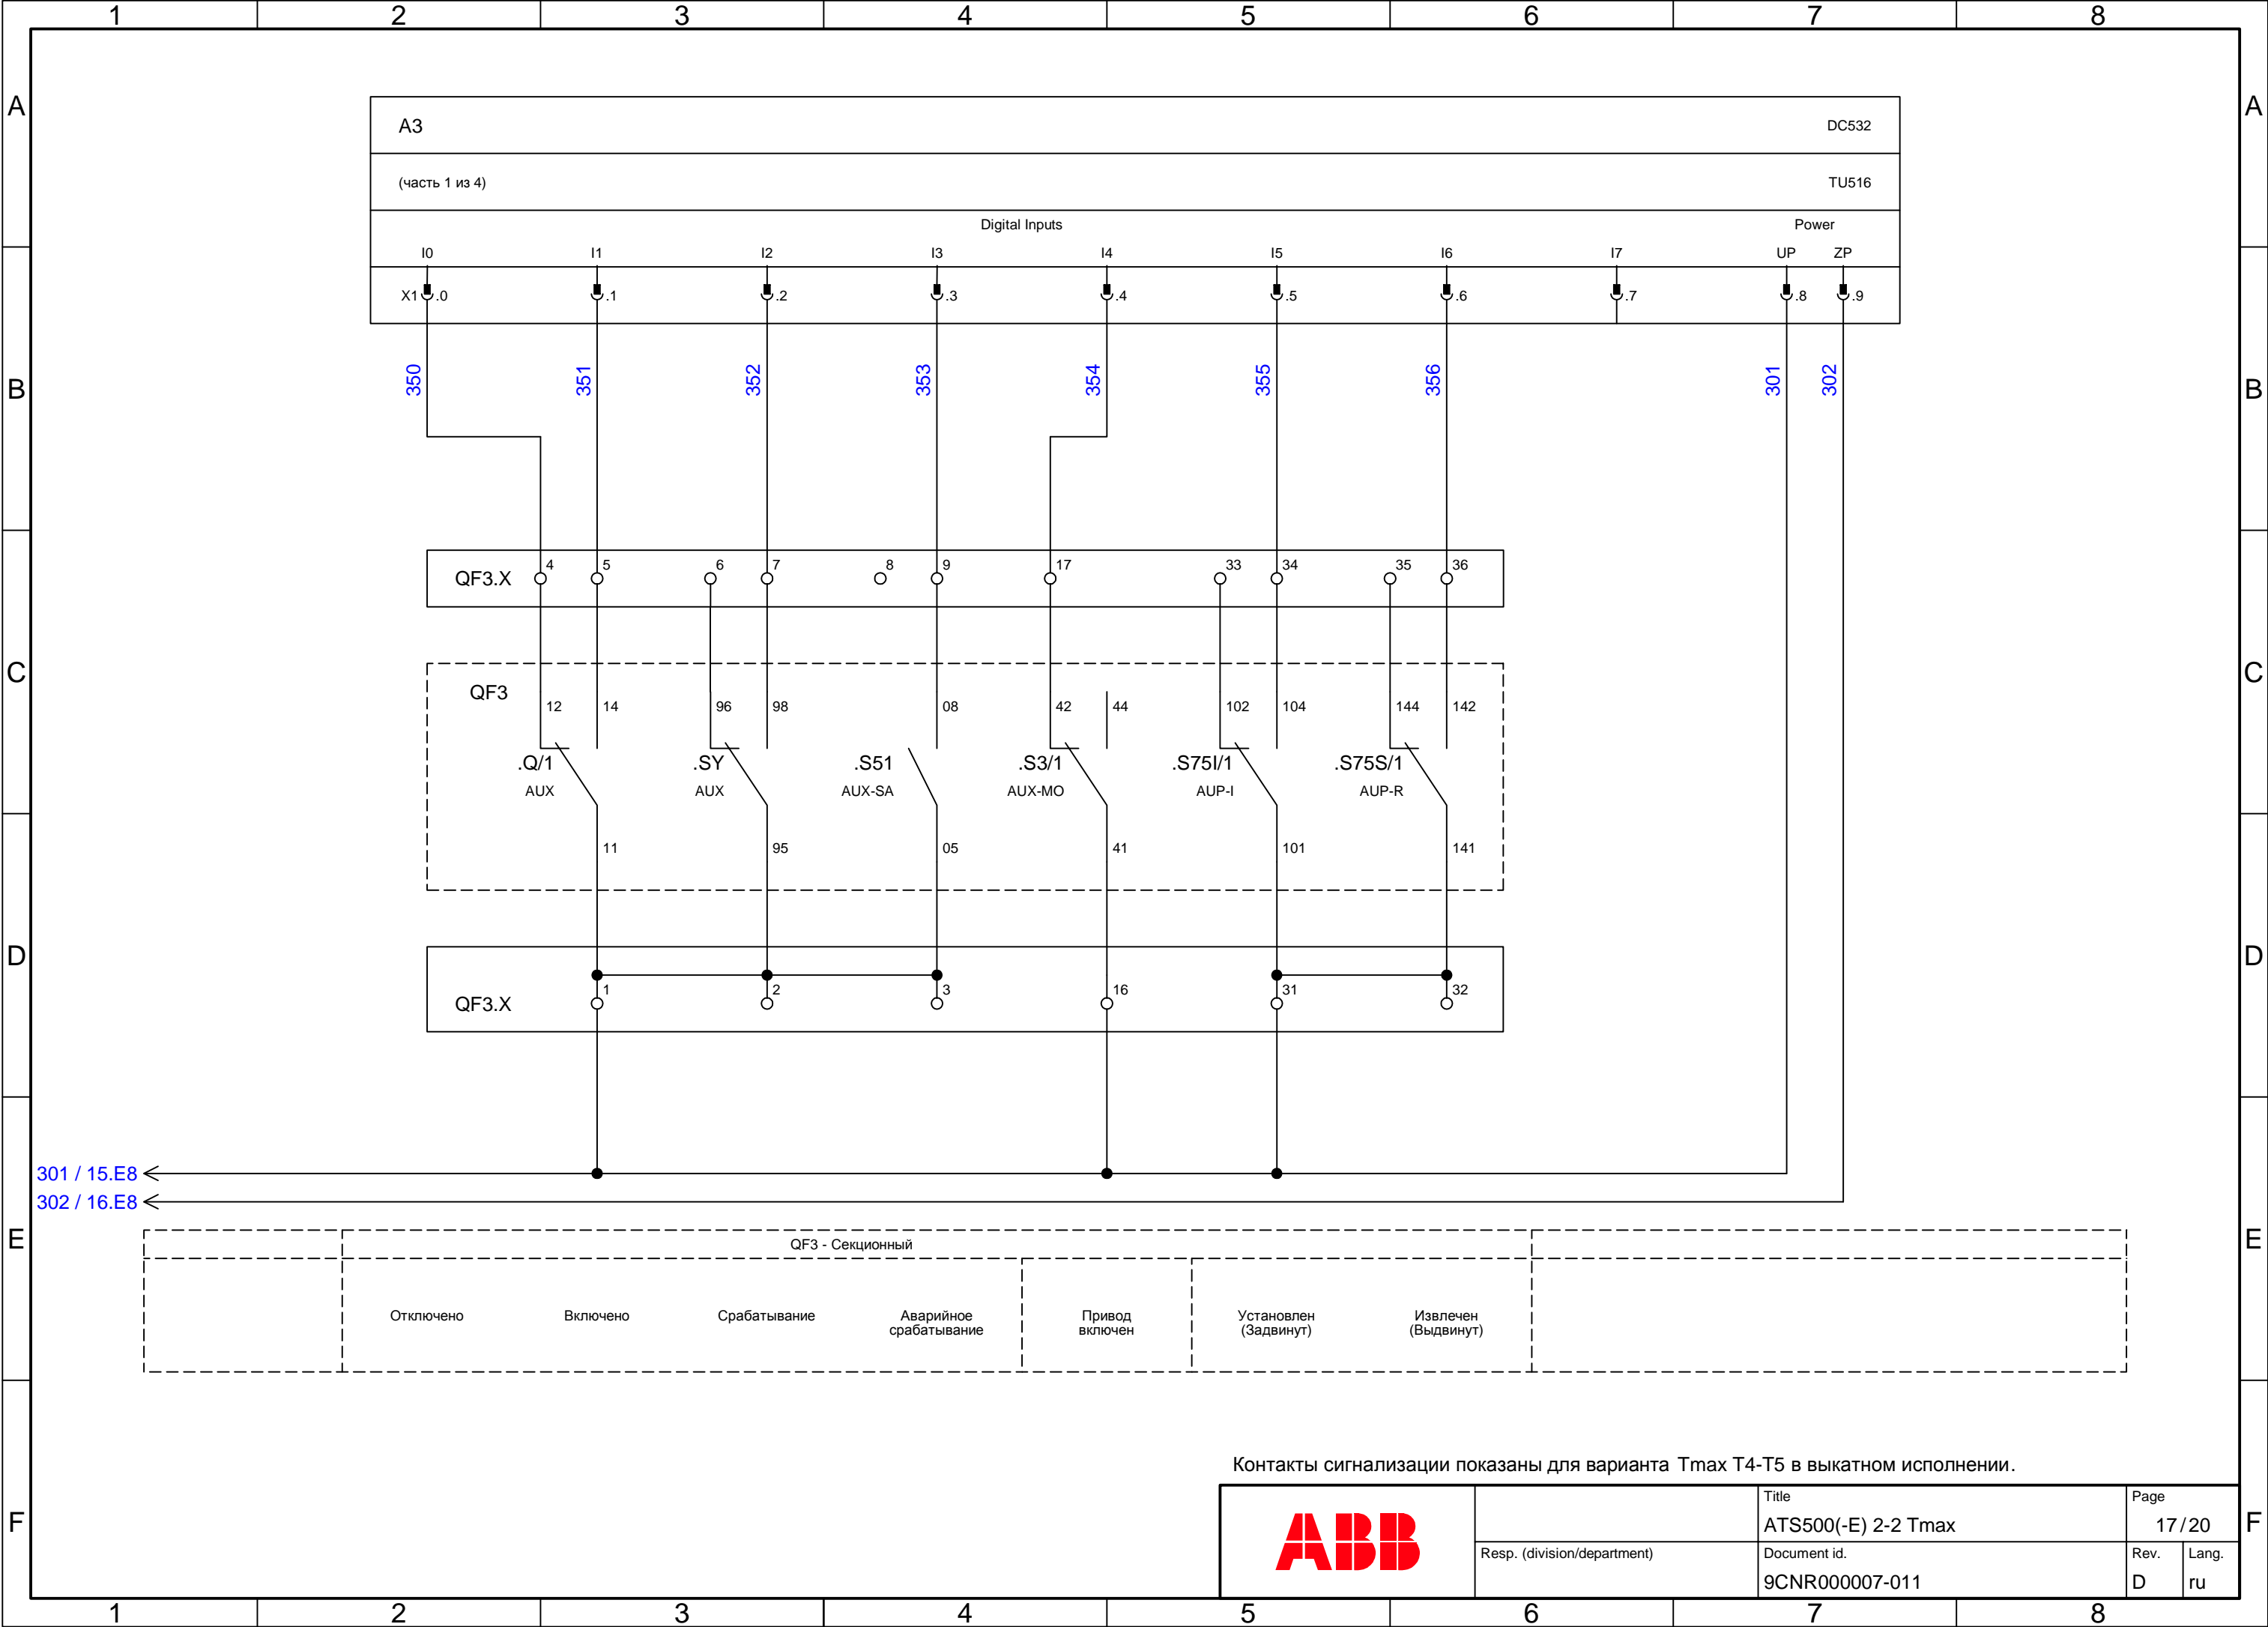 1 2 3 4 5 6 7 8
A A
A3 DC532
(часть 1 из 4) TU516
Digital Inputs Power
I0 I1 I2 I3 I4 I5 I6 I7 UP ZP
X1 .0 .1 .2 .3 .4 .5 .6 .7 .8 .9
350 351 352 353 354 355 356 301 302
B B
QF3.X 4 5 6 7 8 9 17 33 34 35 36
C C
QF3
12 14 96 98 08 42 44 102 104 144 142
.Q/1 .SY .S51 .S3/1 .S75I/1 .S75S/1
AUX AUX AUX-SA AUX-MO AUP-I AUP-R
11 95 05 41 101 141
D D
QF3.X 1 2 3 16 31 32
301 / 15.E8
302 / 16.E8
E E
QF3 - Секционный
Отключено Включено Срабатывание Аварийное срабатывание Привод включен Установлен (Задвинут) Извлечен (Выдвинут)
Контакты сигнализации показаны для варианта Tmax T4-T5 в выкатном исполнении.
F F
ABB
Title
ATS500(-E) 2-2 Tmax
Page
17/20
Resp. (division/department)
Document id.
9CNR000007-011
Rev.
D
Lang.
ru
1 2 3 4 5 6 7 8